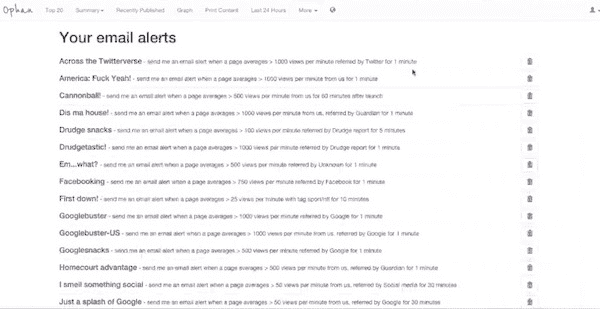 Ophan Top 20 Summary Recently Published Graph Print Content Last 24 Hours More
Your email alerts
Across the Twitterverse - send me an email alert when a page averages > 1000 views per minute referred by Twitter for 1 minute
America: Fuck Yeah! - send me an email alert when a page averages > 1050 views per minute from us for 1 minute
Cannonball! - send me an email alert when a page averages > 500 views per minute from us for 60 minutes after launch
Dis ma house! - send me an email alert when a page averages > 1000 views per minute from us, referred by Guardian for 1 minute
Drudge snacks - send me an email alert when a page averages > 100 views per minute referred by Drudge report for 5 minutes
Drudgetastic! - send me an email alert when a page averages > 1000 views per minute referred by Drudge report for 1 minute
Em...what? - send me an email alert when a page averages > 500 views per minute referred by Unknown for 1 minute
Facebooking - send me an email alert when a page averages > 750 views per minute referred by Facebook for 1 minute
First down! - send me an email alert when a page averages > 25 views per minute with tag sport/nfl for 10 minutes
Googlebuster - send me an email alert when a page averages > 1000 views per minute referred by Google for 1 minute
Googlebuster-US - send me an email alert when a page averages > 1000 views per minute from us, referred by Google for 1 minute
Googlesnacks - send me an email alert when a page averages > 500 views per minute referred by Google for 1 minute
Homecourt advantage - send me an email alert when a page averages > 500 views per minute from us, referred by Guardian for 1 minute
I smell something social - send me an email alert when a page averages > 50 views per minute from us, referred by Social media for 30 minutes
Just a splash of Google - send me an email alert when a page averages > 50 views per minute from us, referred by Google for 30 minutes